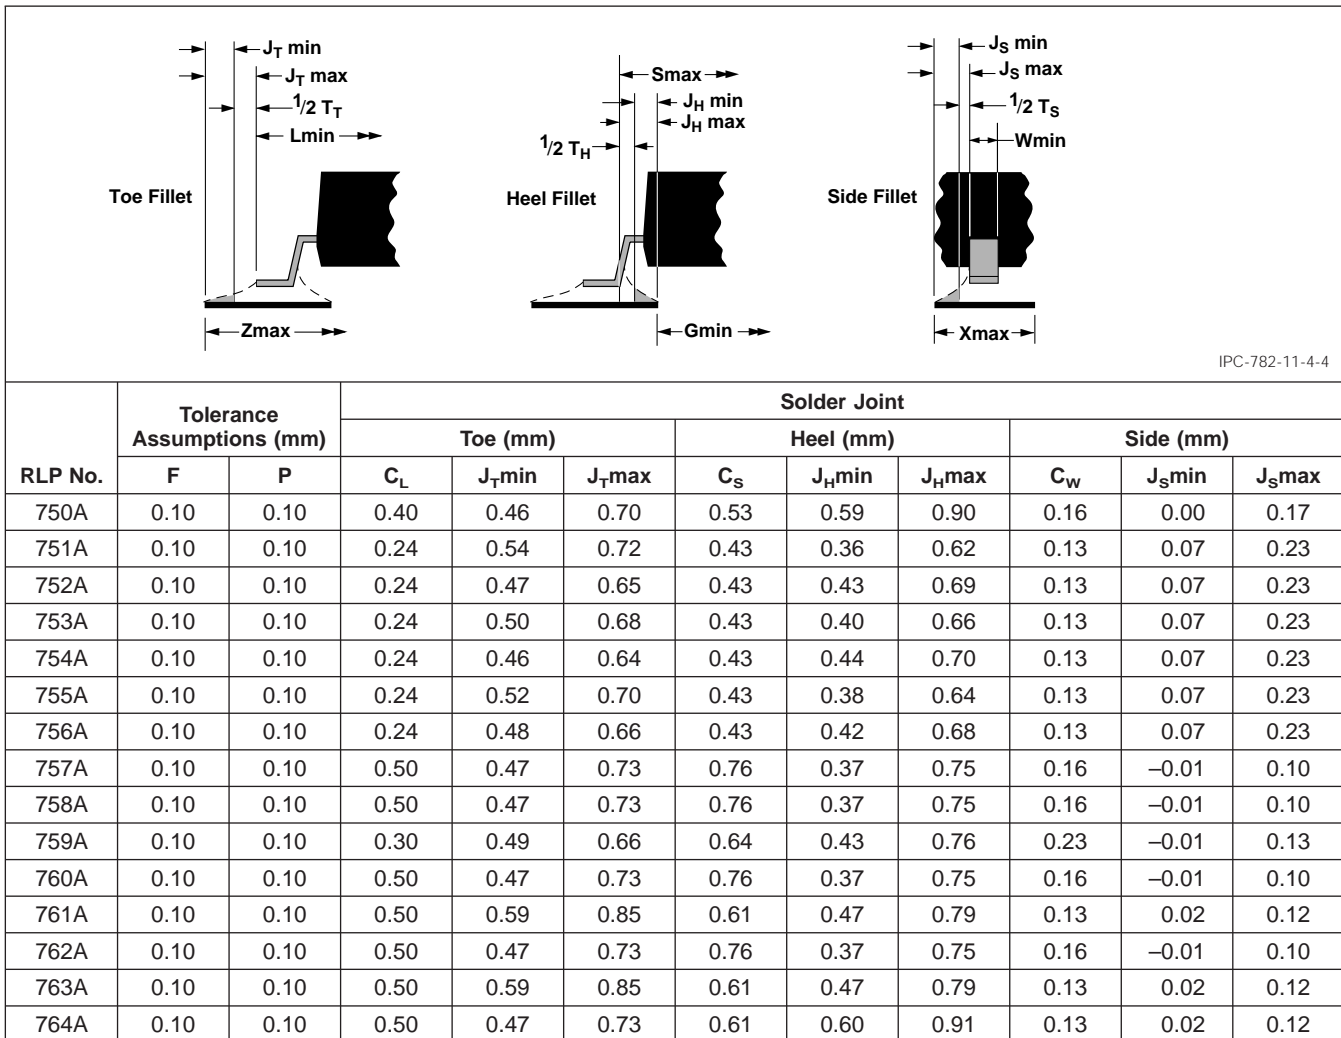 J_T min
J_T max
1/2 T_T
Lmin
Toe Fillet
Zmax
Smax
J_H min
J_H max
1/2 T_H
Heel Fillet
Gmin
J_S min
J_S max
1/2 T_S
Wmin
Side Fillet
Xmax
IPC-782-11-4-4
RLP No. Tolerance Assumptions (mm) Solder Joint
Toe (mm) Heel (mm) Side (mm)
F P C_L J_Tmin J_Tmax C_S J_Hmin J_Hmax C_W J_Smin J_Smax
750A 0.10 0.10 0.40 0.46 0.70 0.53 0.59 0.90 0.16 0.00 0.17
751A 0.10 0.10 0.24 0.54 0.72 0.43 0.36 0.62 0.13 0.07 0.23
752A 0.10 0.10 0.24 0.47 0.65 0.43 0.43 0.69 0.13 0.07 0.23
753A 0.10 0.10 0.24 0.50 0.68 0.43 0.40 0.66 0.13 0.07 0.23
754A 0.10 0.10 0.24 0.46 0.64 0.43 0.44 0.70 0.13 0.07 0.23
755A 0.10 0.10 0.24 0.52 0.70 0.43 0.38 0.64 0.13 0.07 0.23
756A 0.10 0.10 0.24 0.48 0.66 0.43 0.42 0.68 0.13 0.07 0.23
757A 0.10 0.10 0.50 0.47 0.73 0.76 0.37 0.75 0.16 –0.01 0.10
758A 0.10 0.10 0.50 0.47 0.73 0.76 0.37 0.75 0.16 –0.01 0.10
759A 0.10 0.10 0.30 0.49 0.66 0.64 0.43 0.76 0.23 –0.01 0.13
760A 0.10 0.10 0.50 0.47 0.73 0.76 0.37 0.75 0.16 –0.01 0.10
761A 0.10 0.10 0.50 0.59 0.85 0.61 0.47 0.79 0.13 0.02 0.12
762A 0.10 0.10 0.50 0.47 0.73 0.76 0.37 0.75 0.16 –0.01 0.10
763A 0.10 0.10 0.50 0.59 0.85 0.61 0.47 0.79 0.13 0.02 0.12
764A 0.10 0.10 0.50 0.47 0.73 0.61 0.60 0.91 0.13 0.02 0.12